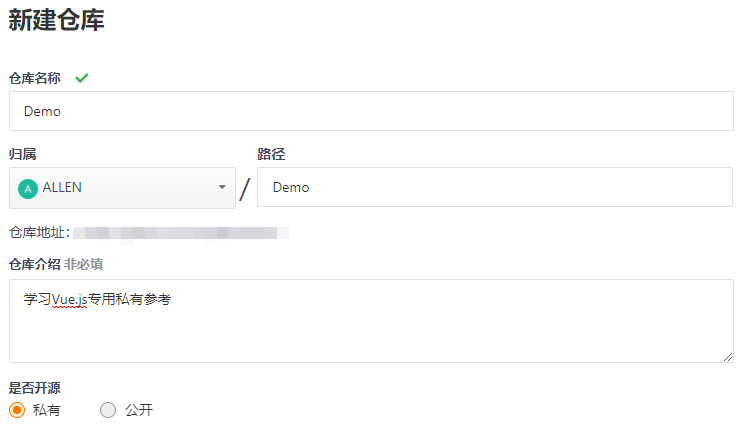 新建仓库
仓库名称
Demo
归属 路径
A ALLEN / Demo
仓库地址：
仓库介绍 非必填
学习Vue.js专用私有参考
是否开源
私有 公开